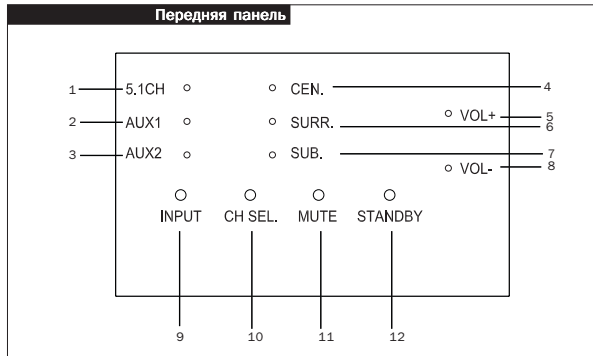 Передняя панель
1 5.1CH CEN. 4
VOL+ 5
2 AUX1 SURR. 6
3 AUX2 SUB. 7
VOL- 8
INPUT CH SEL. MUTE STANDBY
9 10 11 12